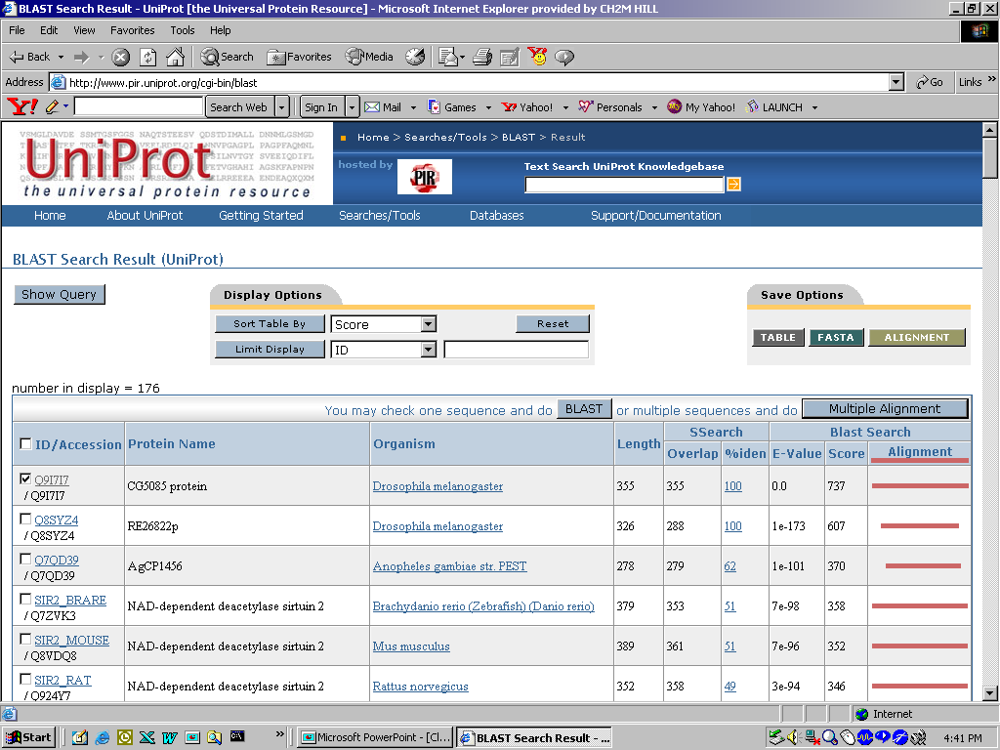 BLAST Search Result - UniProt [the Universal Protein Resource] - Microsoft Internet Explorer provided by CH2M HILL
File Edit View Favorites Tools Help
Back Search Favorites Media
Address http://www.pir.uniprot.org/cgi-bin/blast Go Links »
Y! Search Web Sign In Mail Games Yahoo! Personals My Yahoo! LAUNCH
UniProt
the universal protein resource
Home > Searches/Tools > BLAST > Result
hosted by PIR
Text Search UniProt Knowledgebase
Home About UniProt Getting Started Searches/Tools Databases Support/Documentation
BLAST Search Result (UniProt)
Show Query
Display Options
Sort Table By Score Reset
Limit Display ID
Save Options
TABLE FASTA ALIGNMENT
number in display = 176
You may check one sequence and do BLAST or multiple sequences and do Multiple Alignment
ID/Accession Protein Name Organism Length SSearch Blast Search
Overlap %iden E-Value Score Alignment
Q9I7I7 / Q9I7I7 CG5085 protein Drosophila melanogaster 355 355 100 0.0 737
Q8SYZ4 / Q8SYZ4 RE26822p Drosophila melanogaster 326 288 100 1e-173 607
Q7QD39 / Q7QD39 AgCP1456 Anopheles gambiae str. PEST 278 279 62 1e-101 370
SIR2_BRARE / Q7ZVK3 NAD-dependent deacetylase sirtuin 2 Brachydanio rerio (Zebrafish) (Danio rerio) 379 353 51 7e-98 358
SIR2_MOUSE / Q8VDQ8 NAD-dependent deacetylase sirtuin 2 Mus musculus 389 361 51 7e-96 352
SIR2_RAT / Q924Y7 NAD-dependent deacetylase sirtuin 2 Rattus norvegicus 352 358 49 3e-94 346
Internet
Start » Microsoft PowerPoint - [Cl... BLAST Search Result - ... 4:41 PM